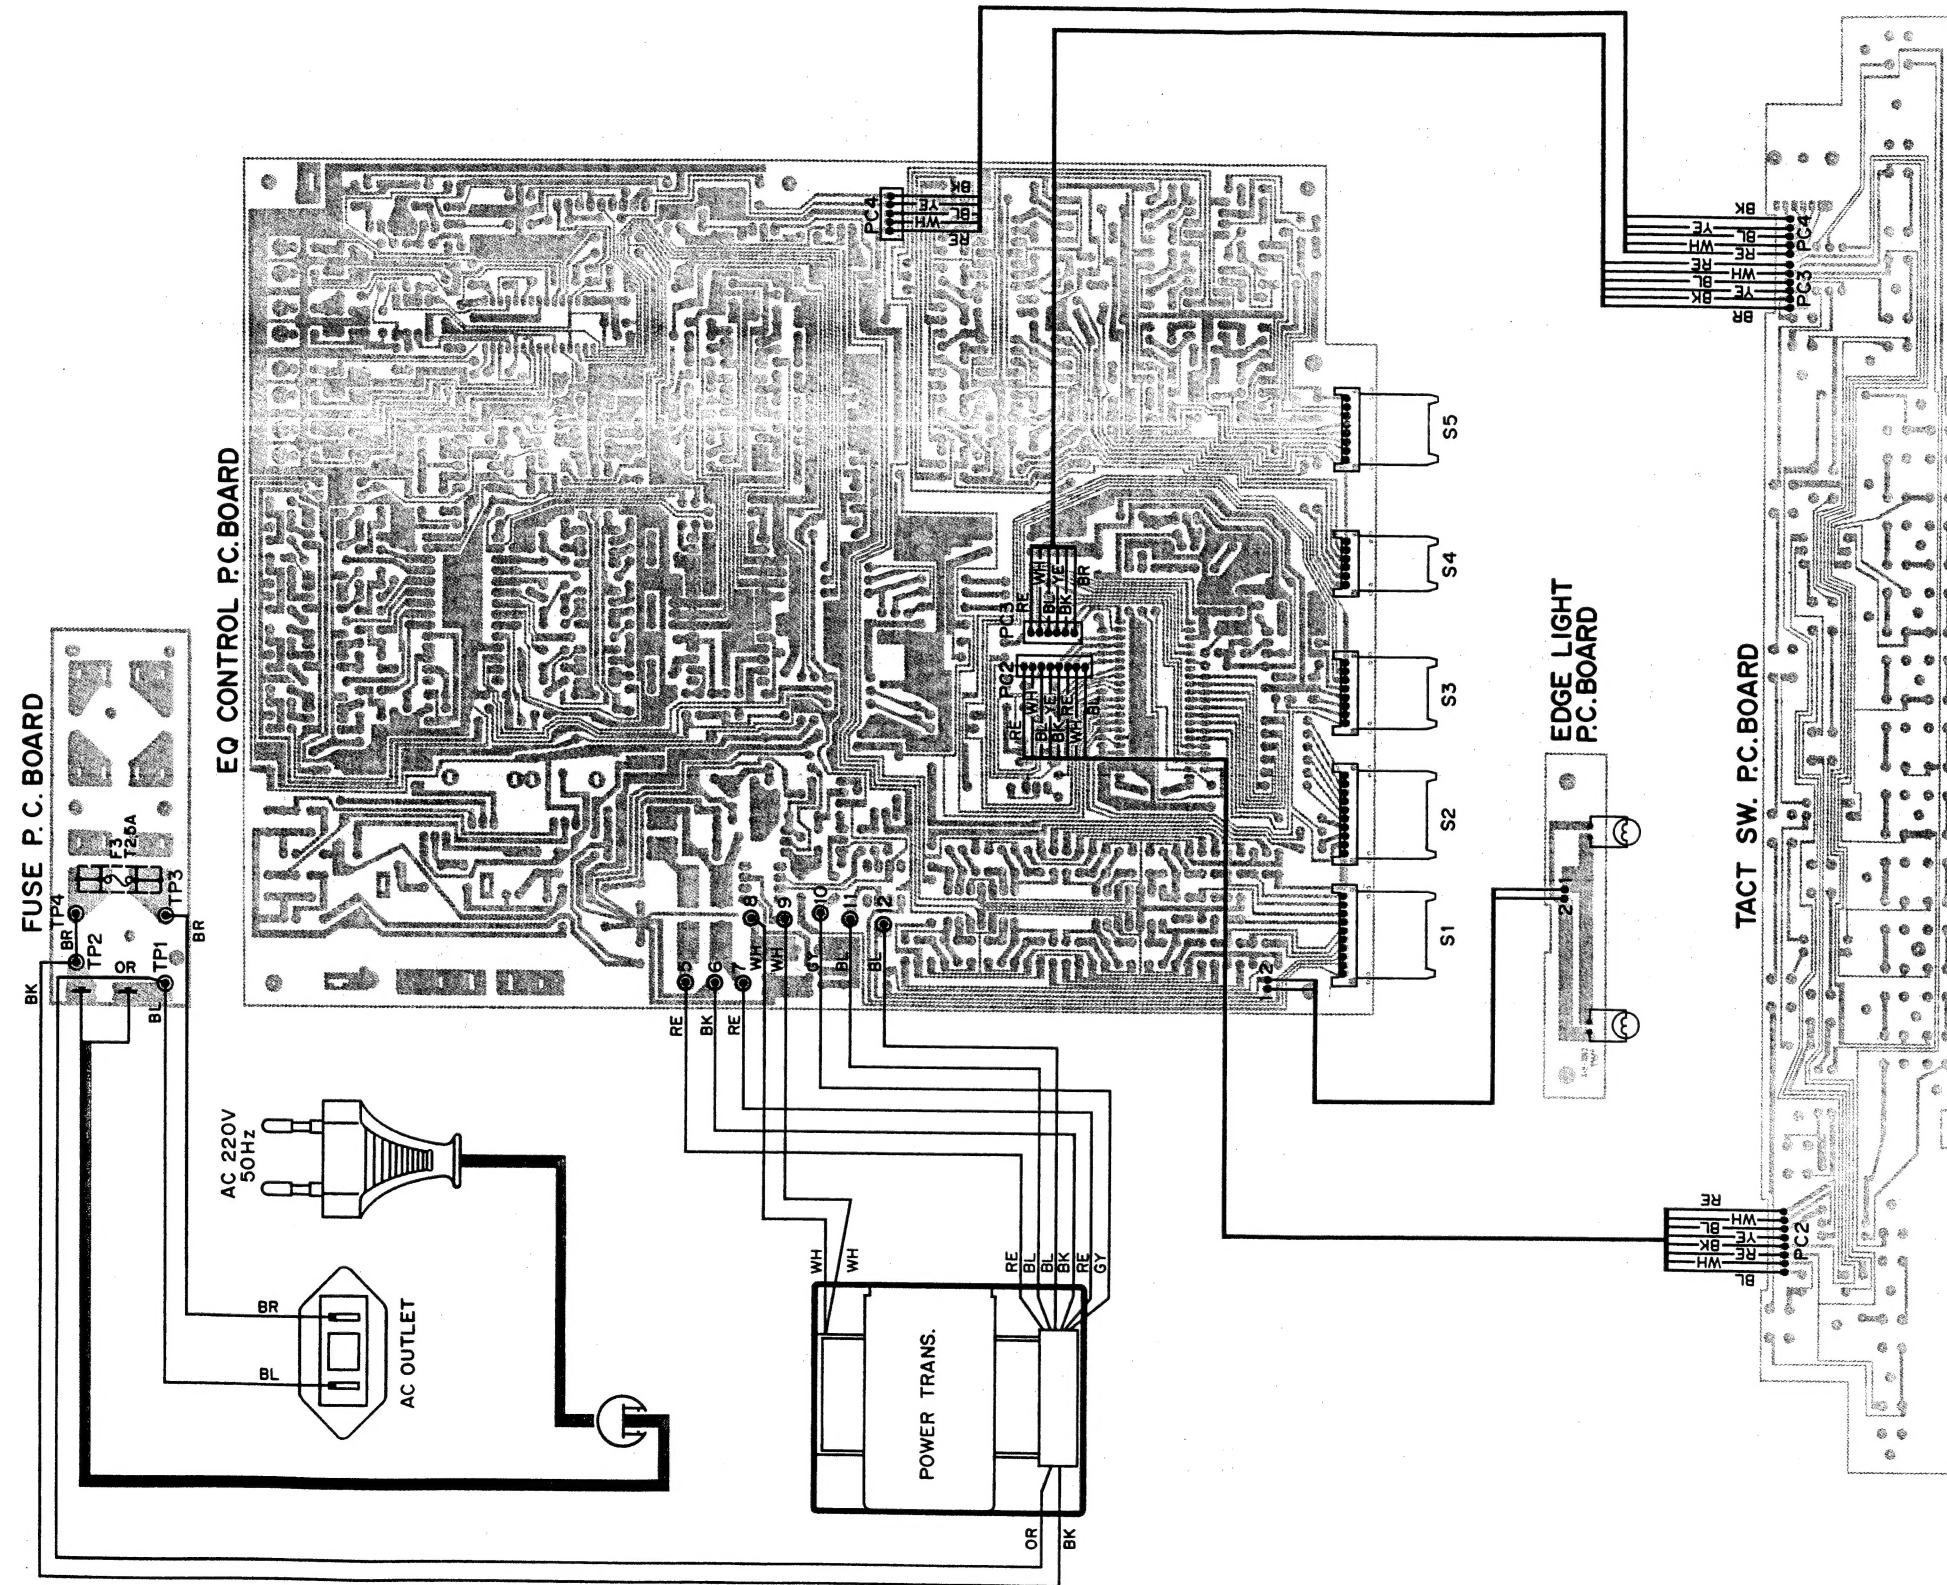 FUSE P.C.BOARD
BK
TP4
BR
TP2
OR
TP1
BL
F3
T2.5A
TP3
BR
EQ CONTROL P.C.BOARD
PC4
BK
YE
BL
WH
RE
PC3
RE
WH
BL
YE
BK
BR
PC2
RE
WH
BL
YE
BK
RE
WH
BL
5
6
7
8
9
10
11
12
RE
BK
RE
WH
WH
GY
BL
BL
1
2
S1
S2
S3
S4
S5
AC 220V
50Hz
BR
BL
AC OUTLET
WH
WH
RE
BL
BL
BK
RE
GY
POWER TRANS.
OR
BK
EDGE LIGHT
P.C.BOARD
1
2
TACT SW. P.C.BOARD
BK
YE
BL
WH
RE
PC4
RE
WH
BL
YE
BK
BR
PC3
RE
WH
BL
YE
BK
RE
WH
BL
PC2